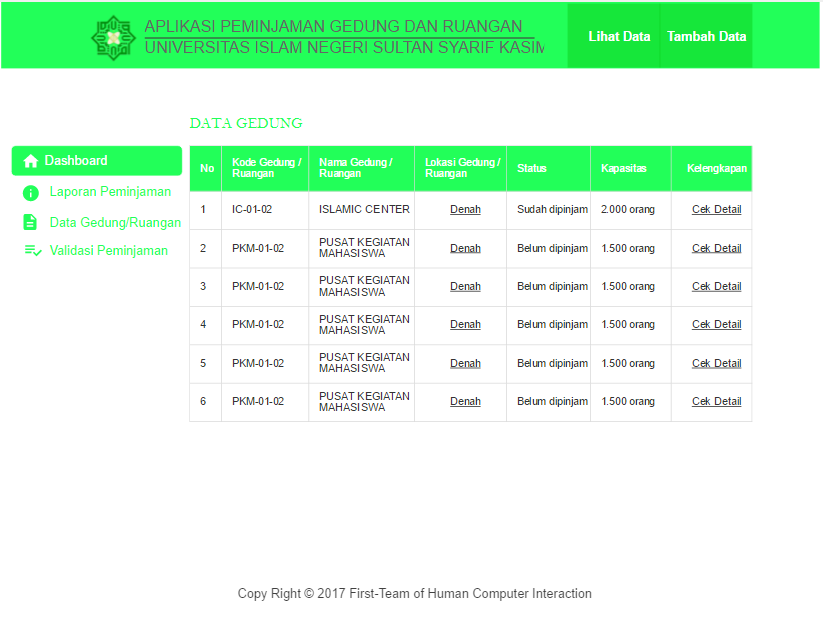 APLIKASI PEMINJAMAN GEDUNG DAN RUANGAN
UNIVERSITAS ISLAM NEGERI SULTAN SYARIF KASIM
Lihat Data
Tambah Data
DATA GEDUNG
Dashboard
Laporan Peminjaman
Data Gedung/Ruangan
Validasi Peminjaman
No Kode Gedung / Nama Gedung / Lokasi Gedung / Status Kapasitas Kelengkapan
Ruangan Ruangan Ruangan
1 IC-01-02 ISLAMIC CENTER Denah Sudah dipinjam 2.000 orang Cek Detail
2 PKM-01-02 PUSAT KEGIATAN Denah Belum dipinjam 1.500 orang Cek Detail
MAHASISWA
3 PKM-01-02 PUSAT KEGIATAN Denah Belum dipinjam 1.500 orang Cek Detail
MAHASISWA
4 PKM-01-02 PUSAT KEGIATAN Denah Belum dipinjam 1.500 orang Cek Detail
MAHASISWA
5 PKM-01-02 PUSAT KEGIATAN Denah Belum dipinjam 1.500 orang Cek Detail
MAHASISWA
6 PKM-01-02 PUSAT KEGIATAN Denah Belum dipinjam 1.500 orang Cek Detail
MAHASISWA
Copy Right © 2017 First-Team of Human Computer Interaction